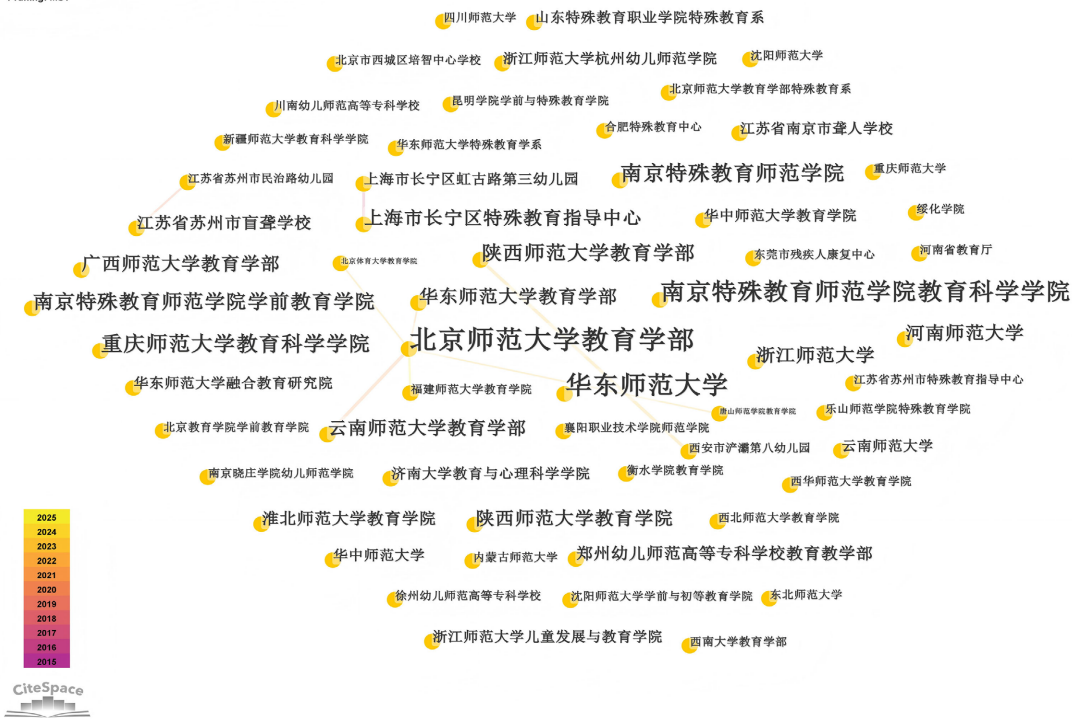 四川师范大学
山东特殊教育职业学院特殊教育系
北京市西城区培智中心学校
浙江师范大学杭州幼儿师范学院
沈阳师范大学
北京师范大学教育学部特殊教育系
川南幼儿师范高等专科学校
昆明学院学前与特殊教育学院
合肥特殊教育中心
江苏省南京市聋人学校
新疆师范大学教育科学学院
华东师范大学特殊教育学系
江苏省苏州市民治路幼儿园
上海市长宁区虹古路第三幼儿园
南京特殊教育师范学院
重庆师范大学
江苏省苏州市盲聋学校
上海市长宁区特殊教育指导中心
华中师范大学教育学院
绥化学院
广西师范大学教育学部
北京体育大学教育学院
陕西师范大学教育学部
东莞市残疾人康复中心
河南省教育厅
南京特殊教育师范学院学前教育学院
华东师范大学教育学部
南京特殊教育师范学院教育科学学院
重庆师范大学教育科学学院
北京师范大学教育学部
浙江师范大学
河南师范大学
华东师范大学融合教育研究院
福建师范大学教育学院
华东师范大学
江苏省苏州市特殊教育指导中心
唐山师范学院教育学院
乐山师范学院特殊教育学院
北京教育学院学前教育学院
云南师范大学教育学部
襄阳职业技术学院师范学院
西安市浐灞第八幼儿园
云南师范大学
南京晓庄学院幼儿师范学院
济南大学教育与心理科学学院
衡水学院教育学院
西华师范大学教育学院
淮北师范大学教育学院
陕西师范大学教育学院
西北师范大学教育学院
华中师范大学
内蒙古师范大学
郑州幼儿师范高等专科学校教育教学部
徐州幼儿师范高等专科学校
沈阳师范大学学前与初等教育学院
东北师范大学
浙江师范大学儿童发展与教育学院
西南大学教育学部
2025
2024
2023
2022
2021
2020
2019
2018
2017
2016
2015
CiteSpace